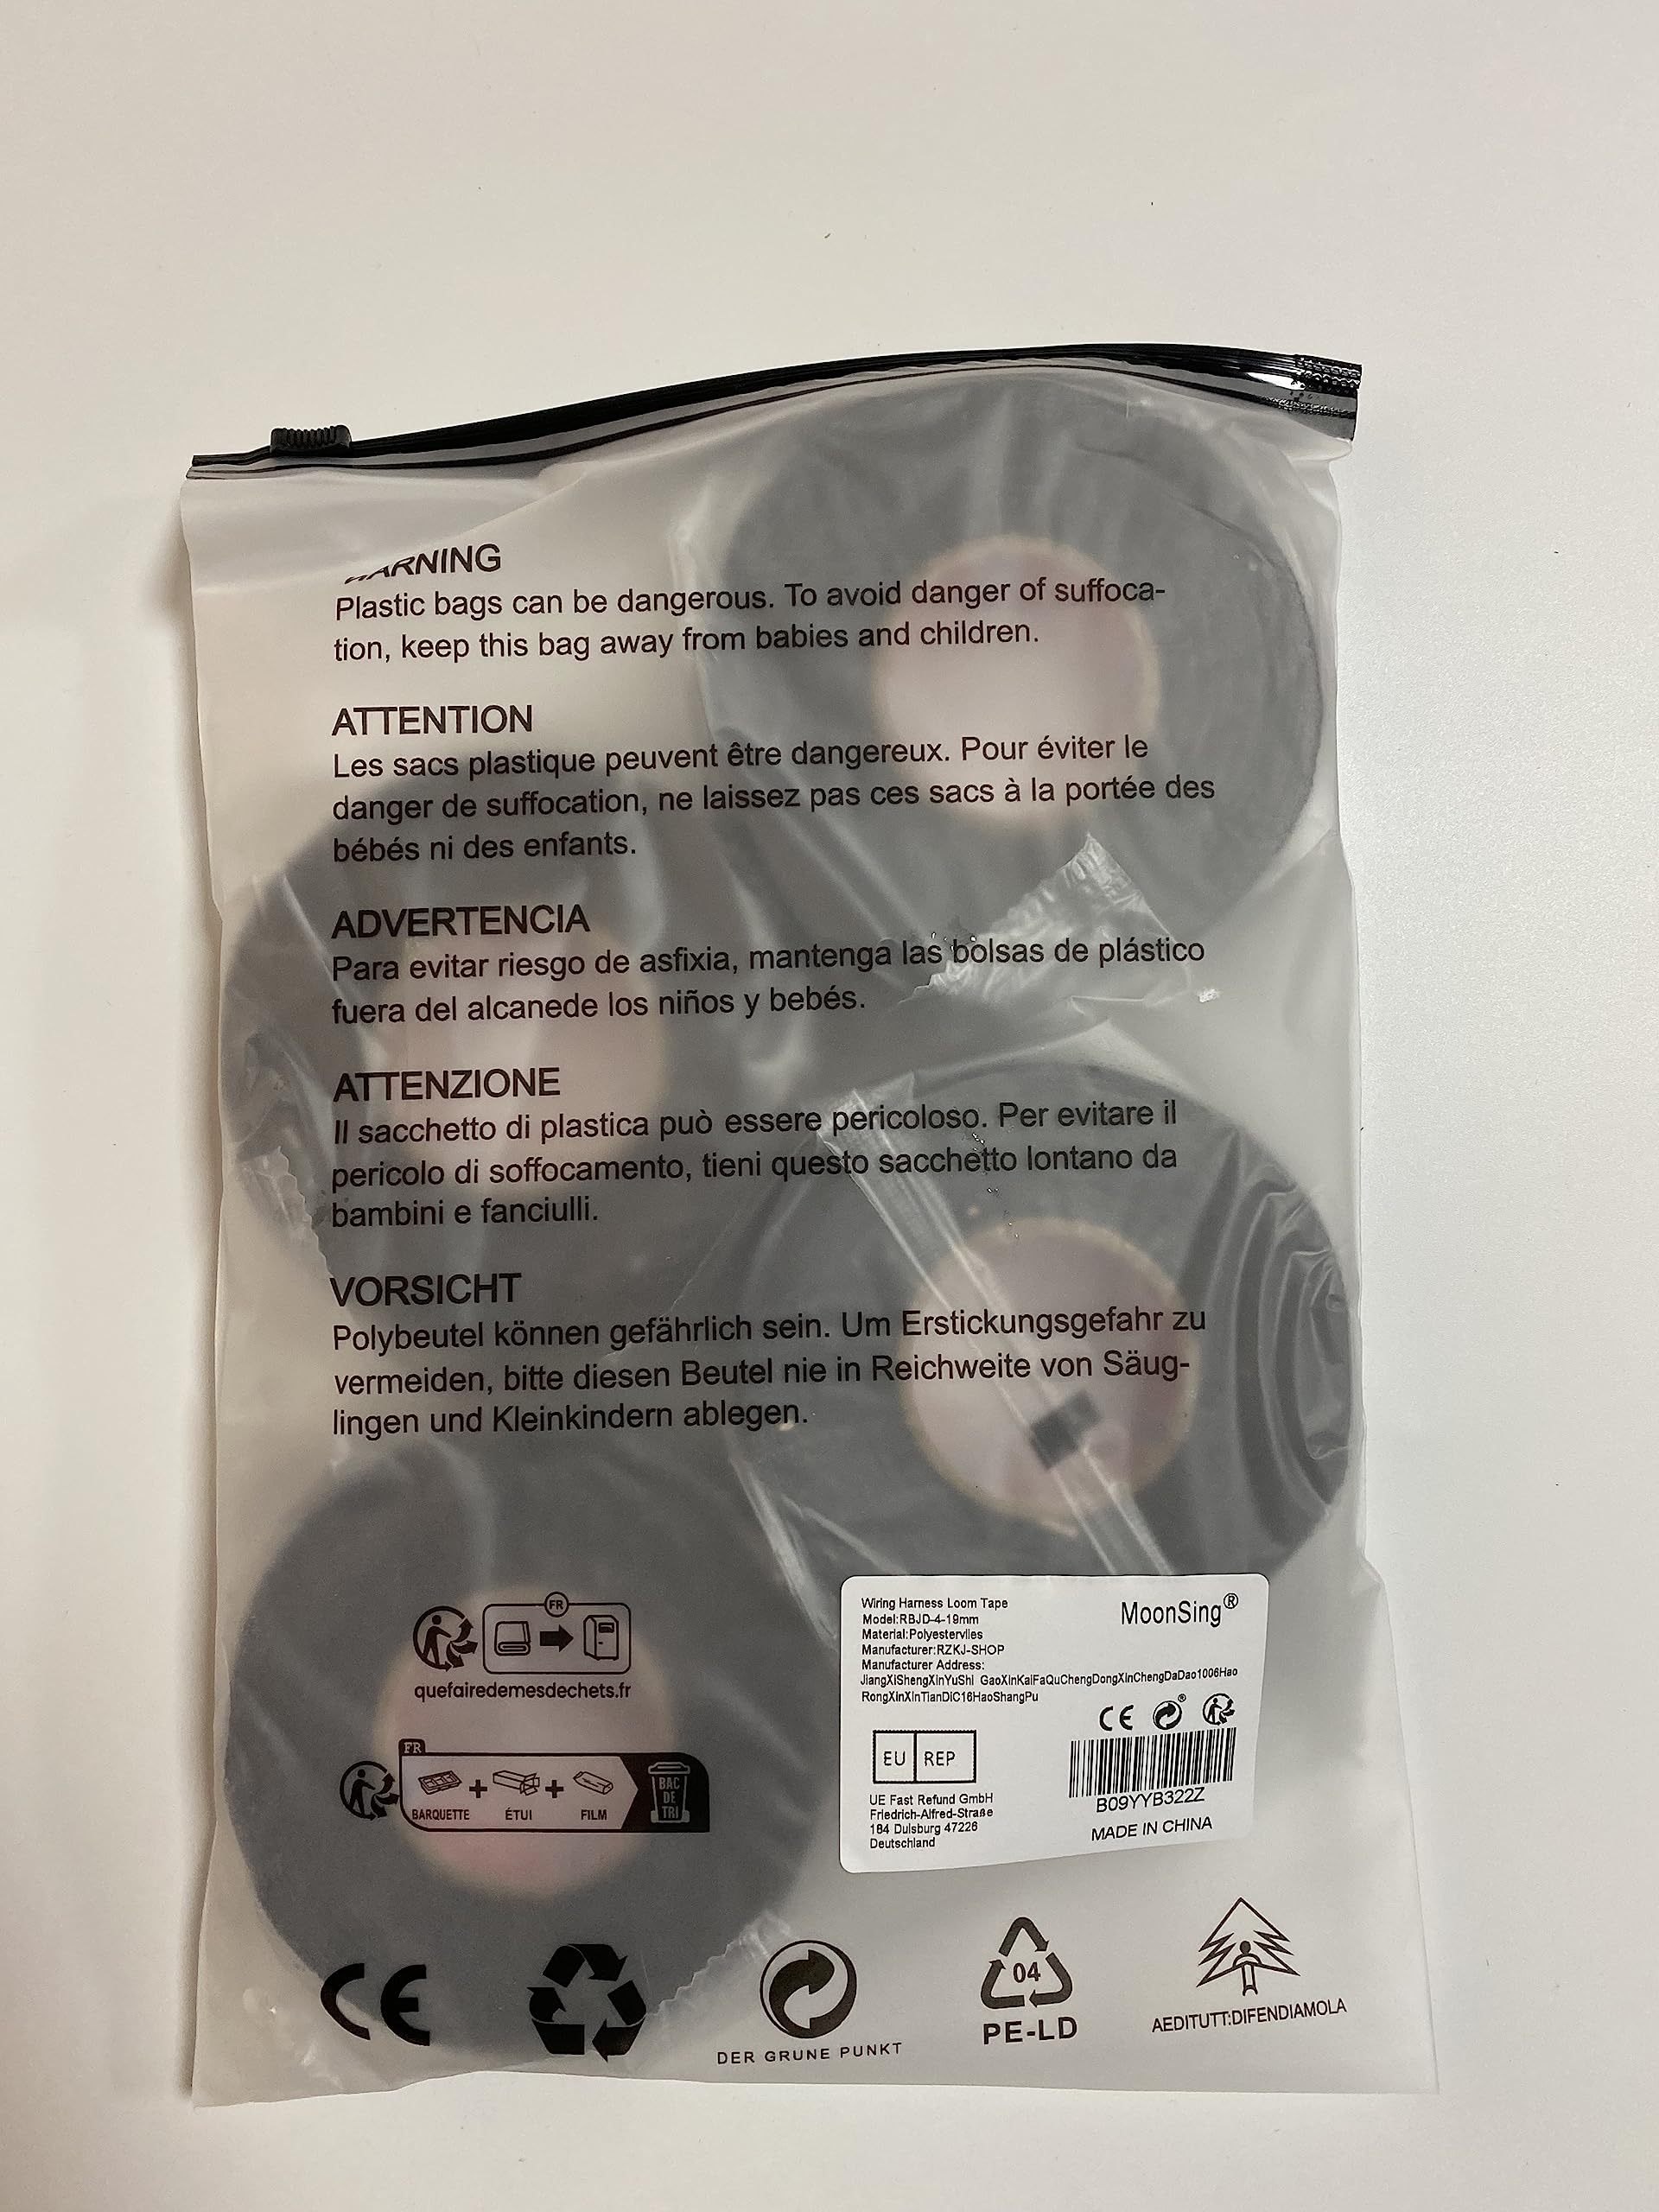 WARNING
Plastic bags can be dangerous. To avoid danger of suffoca-
tion, keep this bag away from babies and children.
ATTENTION
Les sacs plastique peuvent être dangereux. Pour éviter le
danger de suffocation, ne laissez pas ces sacs à la portée des
bébés ni des enfants.
ADVERTENCIA
Para evitar riesgo de asfixia, mantenga las bolsas de plástico
fuera del alcanede los niños y bebés.
ATTENZIONE
Il sacchetto di plastica può essere pericoloso. Per evitare il
pericolo di soffocamento, tieni questo sacchetto lontano da
bambini e fanciulli.
VORSICHT
Polybeutel können gefährlich sein. Um Erstickungsgefahr zu
vermeiden, bitte diesen Beutel nie in Reichweite von Säug-
lingen und Kleinkindern ablegen.
FR
quefairedemesdechets.fr
FR
BARQUETTE + ÉTUI + FILM
BAC
DE
TRI
Wiring Harness Loom Tape
MoonSing®
Model:RBJD-4-19mm
Material:Polyestervlies
Manufacturer:RZKJ-SHOP
Manufacturer Address:
JiangXiShengXinYuShi GaoXinKaiFaQuChengDongXinChengDaDao1006Hao
RongXinXinTianDiC16HaoShangPu
CE
EU REP
B09YYB322Z
MADE IN CHINA
UE Fast Refund GmbH
Friedrich-Alfred-Straße
184 Duisburg 47226
Deutschland
CE
DER GRUNE PUNKT
04
PE-LD
AEDITUTT:DIFENDIAMOLA